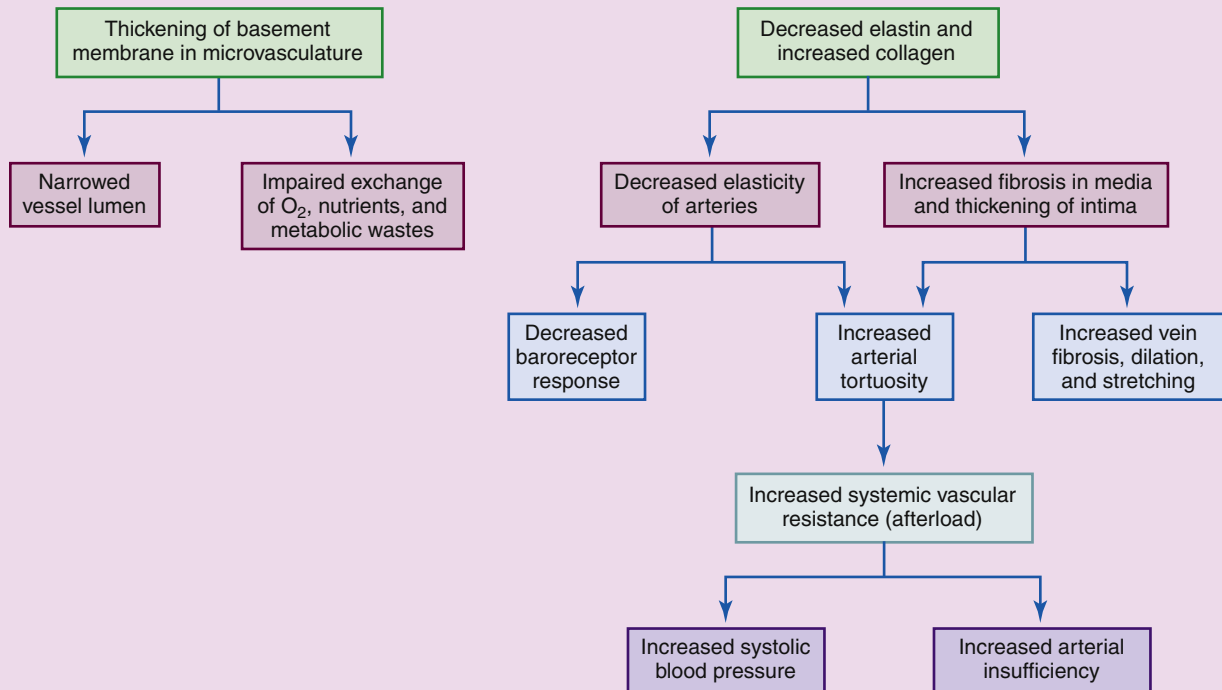 Thickening of basement
membrane in microvasculature
Narrowed
vessel lumen
Impaired exchange
of O₂, nutrients, and
metabolic wastes
Decreased elastin and
increased collagen
Decreased elasticity
of arteries
Increased fibrosis in media
and thickening of intima
Decreased
baroreceptor
response
Increased
arterial
tortuosity
Increased vein
fibrosis, dilation,
and stretching
Increased systemic vascular
resistance (afterload)
Increased systolic
blood pressure
Increased arterial
insufficiency